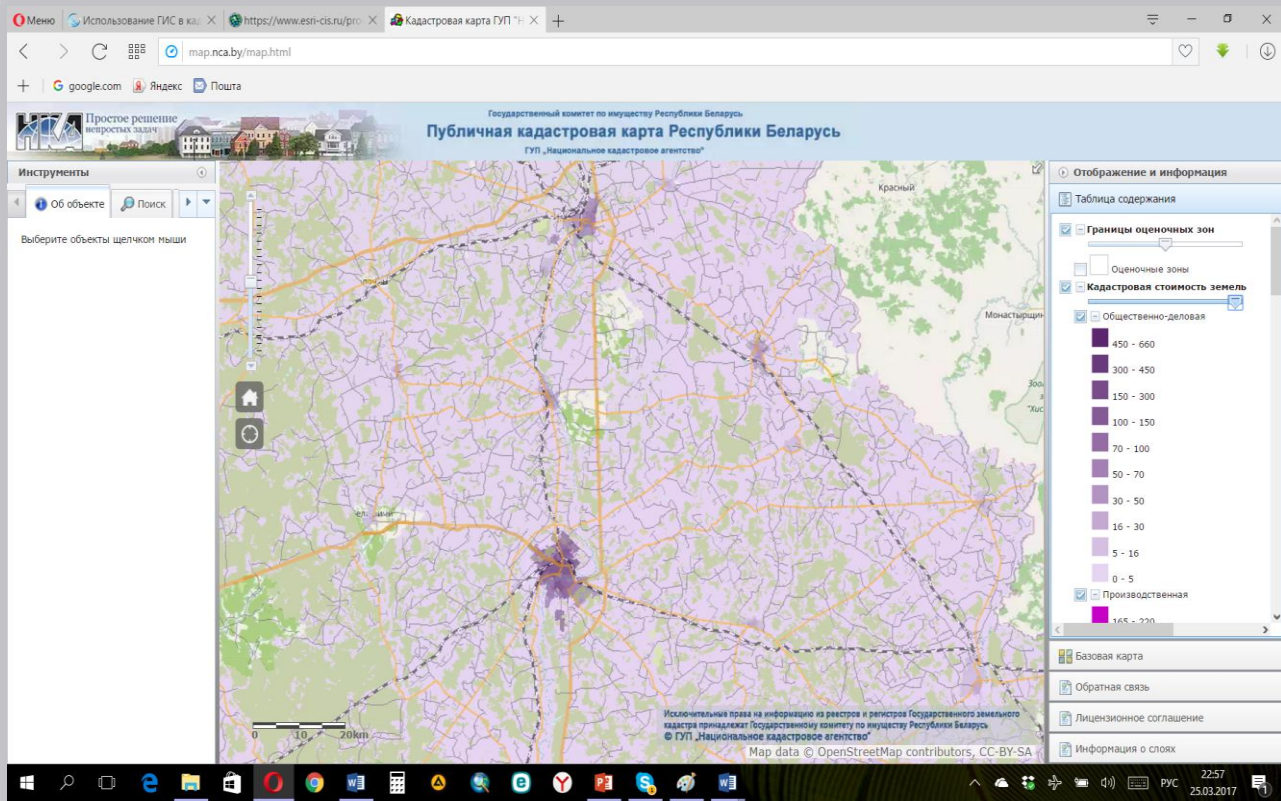 Меню
Использование ГИС в кад
https://www.esri-cis.ru/pro
Кадастровая карта ГУП "Н
map.nca.by/map.html
google.com
Яндекс
Почта
НКА
Простое решение
непростых задач
Государственный комитет по имуществу Республики Беларусь
Публичная кадастровая карта Республики Беларусь
ГУП „Национальное кадастровое агентство"
Инструменты
Об объекте
Поиск
Выберите объекты щелчком мыши
Красный
Монастырщин
0 10 20km
Исключительные права на информацию из реестров и регистров Государственного земельного
кадастра принадлежат Государственному комитету по имуществу Республики Беларусь
© ГУП „Национальное кадастровое агентство"
Map data © OpenStreetMap contributors, CC-BY-SA
Отображение и информация
Таблица содержания
Границы оценочных зон
Оценочные зоны
Кадастровая стоимость земель
Общественно-деловая
450 - 660
300 - 450
150 - 300
100 - 150
70 - 100
50 - 70
30 - 50
16 - 30
5 - 16
0 - 5
Производственная
165 - 220
Базовая карта
Обратная связь
Лицензионное соглашение
Информация о слоях
РУС
22:57
25.03.2017